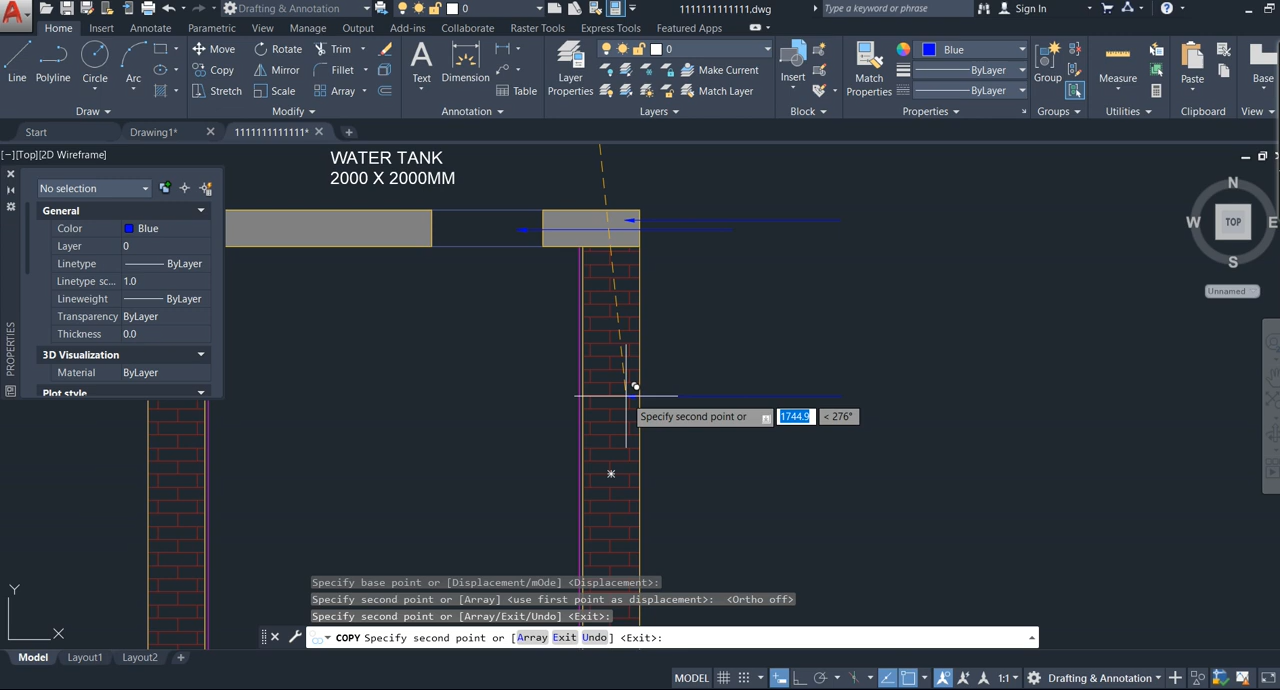 Drafting & Annotation 0 1111111111111.dwg Type a keyword or phrase Sign In
Home Insert Annotate Parametric View Manage Output Add-ins Collaborate Express Tools Raster Tools Featured Apps
Line Polyline Circle Arc
Move Rotate Trim
Copy Mirror Fillet
Stretch Scale Array
Text Dimension Table
Layer Properties 0
Make Current
Match Layer
Insert
Match Properties Blue
ByLayer
ByLayer
Group Measure Paste Base
Draw Modify Annotation Layers Block Properties Groups Utilities Clipboard View
Start Drawing1* 1111111111111*
[−][Top][2D Wireframe]
WATER TANK
2000 X 2000MM
No selection
General
Color Blue
Layer 0
Linetype ByLayer
Linetype sc... 1.0
Lineweight ByLayer
Transparency ByLayer
Thickness 0.0
3D Visualization
Material ByLayer
Plot style
PROPERTIES
N
W TOP E
S
Unnamed
Specify second point or 1744.9 < 276°
Y
X
Specify base point or [Displacement/mOde] <Displacement>:
Specify second point or [Array] <use first point as displacement>: <Ortho off>
Specify second point or [Array/Exit/Undo] <Exit>:
COPY Specify second point or [Array Exit Undo] <Exit>:
Model Layout1 Layout2
MODEL 1:1 Drafting & Annotation